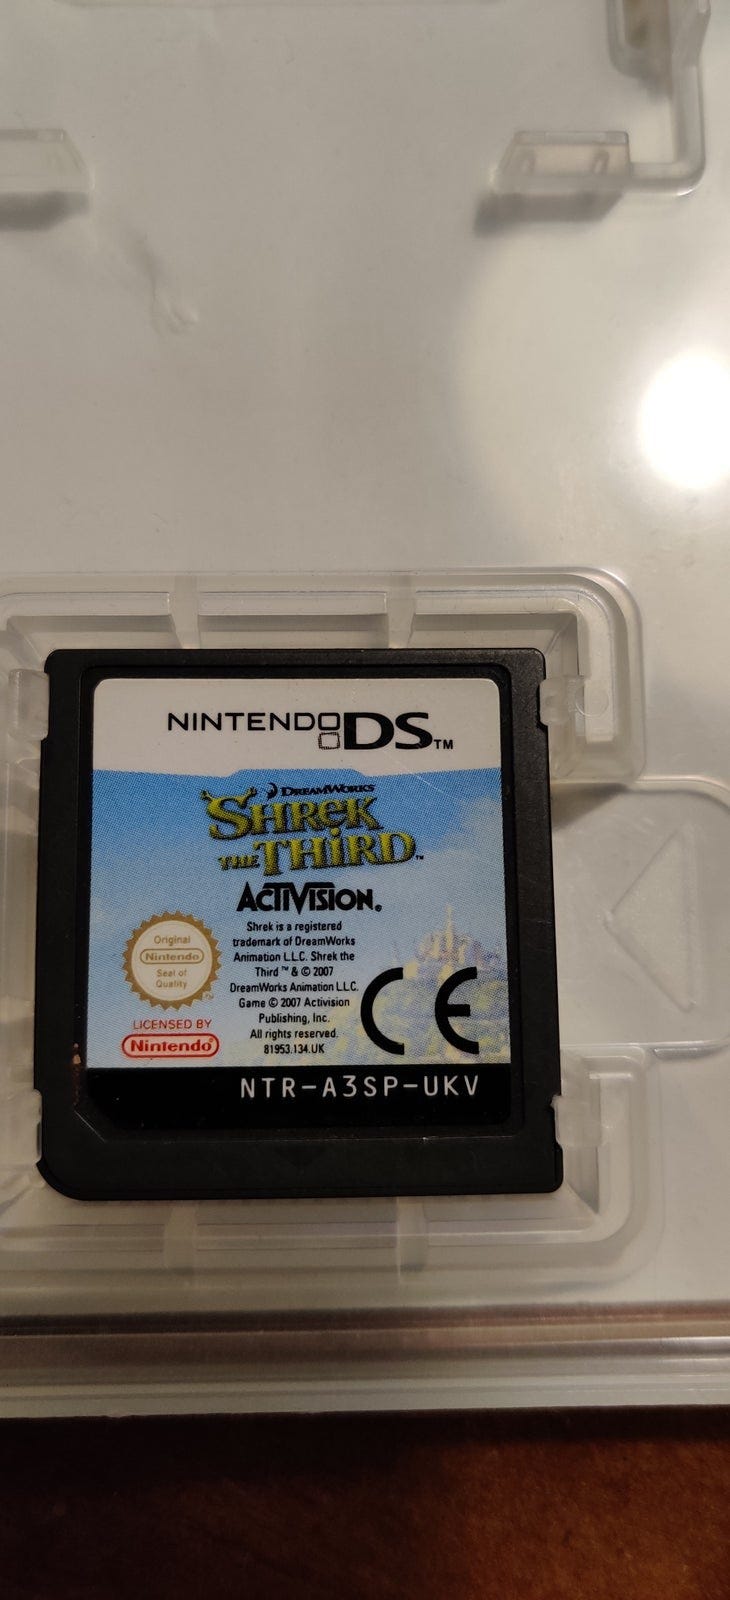 NINTENDO DS™
DREAMWORKS
SHREK
THE THIRD™
ACTIVISION®
Shrek is a registered
trademark of DreamWorks
Animation L.L.C. Shrek the
Third ™ & © 2007
DreamWorks Animation L.L.C.
Game © 2007 Activision
Publishing, Inc.
All rights reserved.
81953.134.UK
Original
Nintendo
Seal of
Quality
™
LICENSED BY
Nintendo®
CE
NTR-A3SP-UKV